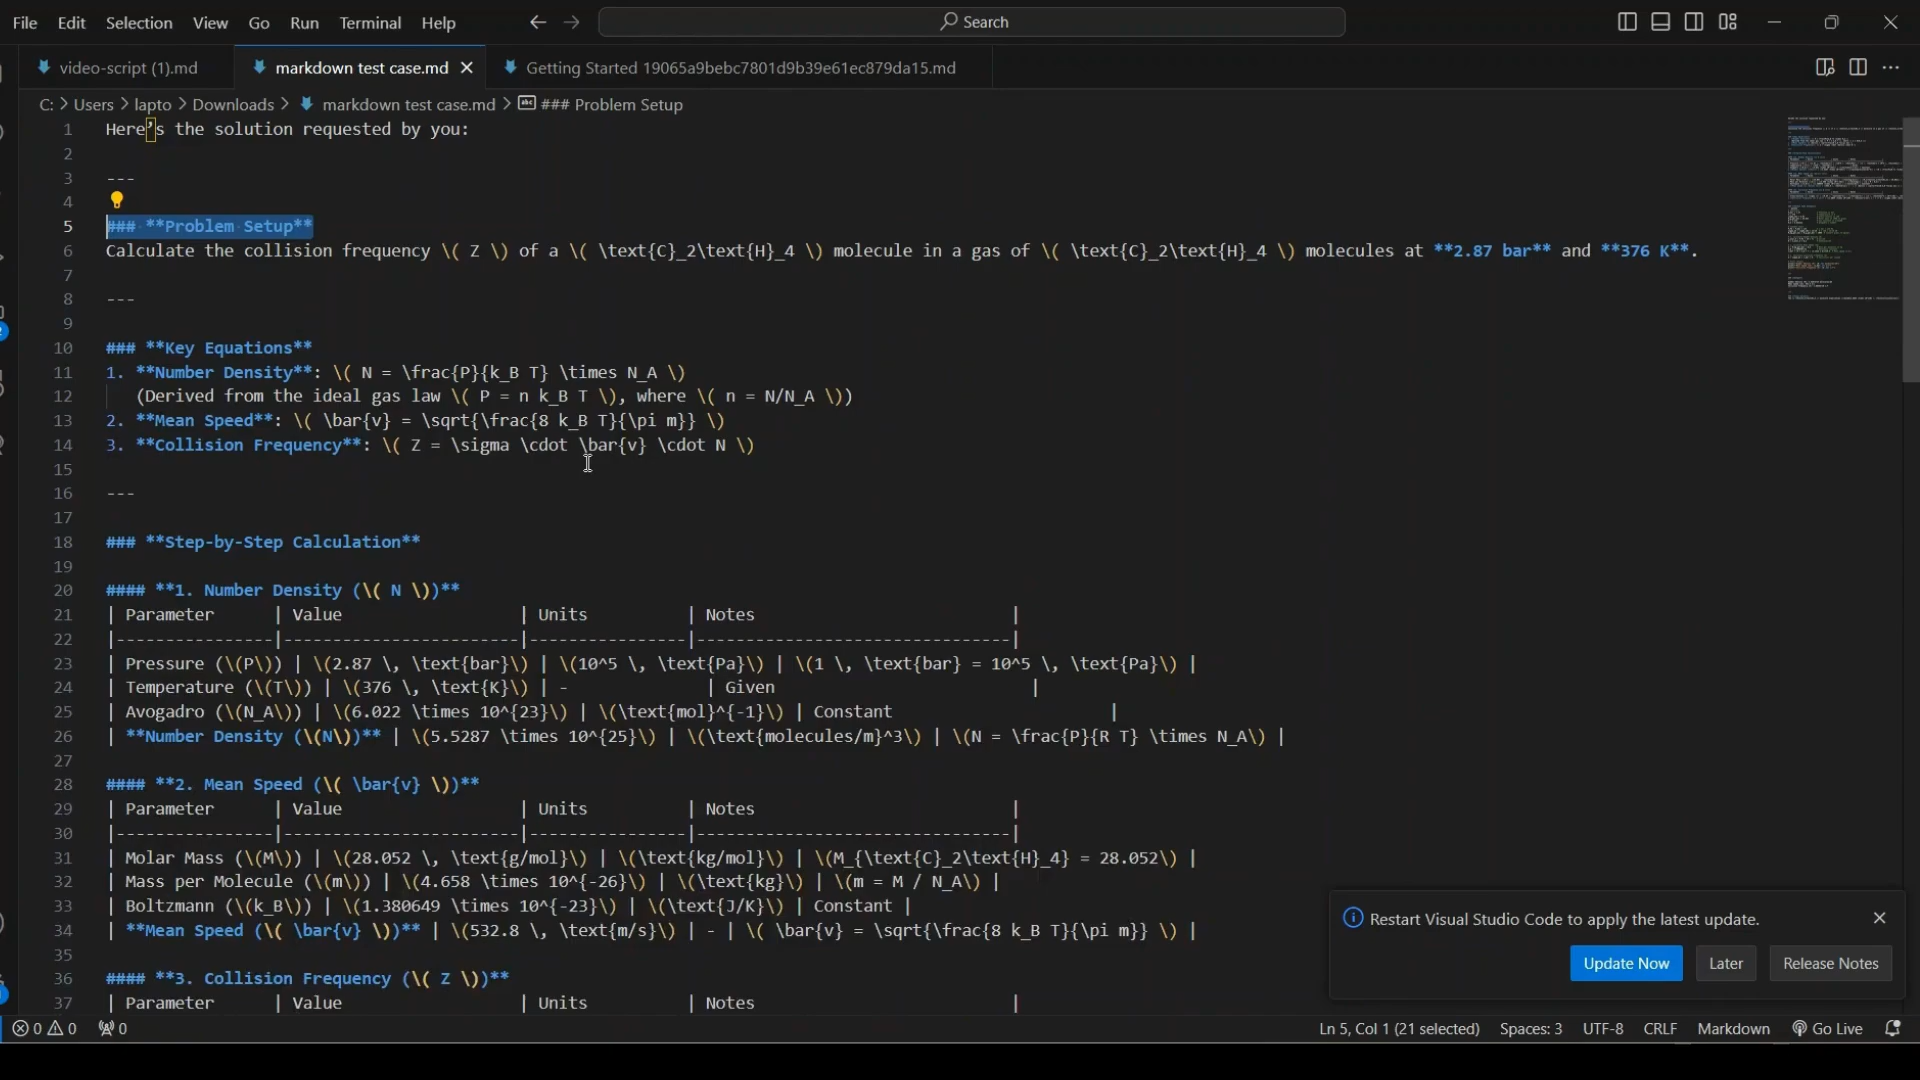 File Edit Selection View Go Run Terminal Help Search
video-script (1).md markdown test case.md Getting Started 19065a9bebc7801d9b39e61ec879da15.md
C: > Users > lapto > Downloads > markdown test case.md > ### Problem Setup
1 Here’s the solution requested by you:
2
3 ---
4
5 ### **Problem Setup**
6 Calculate the collision frequency \( Z \) of a \( \text{C}_2\text{H}_4 \) molecule in a gas of \( \text{C}_2\text{H}_4 \) molecules at **2.87 bar** and **376 K**.
7
8 ---
9
10 ### **Key Equations**
11 1. **Number Density**: \( N = \frac{P}{k_B T} \times N_A \)
12 (Derived from the ideal gas law \( P = n k_B T \), where \( n = N/N_A \))
13 2. **Mean Speed**: \( \bar{v} = \sqrt{\frac{8 k_B T}{\pi m}} \)
14 3. **Collision Frequency**: \( Z = \sigma \cdot \bar{v} \cdot N \)
15
16 ---
17
18 ### **Step-by-Step Calculation**
19
20 #### **1. Number Density (\( N \))**
21 | Parameter | Value | Units | Notes |
22 |----------------|------------------------|----------------|--------------------------------|
23 | Pressure (\(P\)) | \(2.87 \, \text{bar}\) | \(10^5 \, \text{Pa}\) | \(1 \, \text{bar} = 10^5 \, \text{Pa}\) |
24 | Temperature (\(T\)) | \(376 \, \text{K}\) | - | Given |
25 | Avogadro (\(N_A\)) | \(6.022 \times 10^{23}\) | \(\text{mol}^{-1}\) | Constant |
26 | **Number Density (\(N\))** | \(5.5287 \times 10^{25}\) | \(\text{molecules/m}^3\) | \(N = \frac{P}{R T} \times N_A\) |
27
28 #### **2. Mean Speed (\( \bar{v} \))**
29 | Parameter | Value | Units | Notes |
30 |----------------|------------------------|----------------|--------------------------------|
31 | Molar Mass (\(M\)) | \(28.052 \, \text{g/mol}\) | \(\text{kg/mol}\) | \(M_{\text{C}_2\text{H}_4} = 28.052\) |
32 | Mass per Molecule (\(m\)) | \(4.658 \times 10^{-26}\) | \(\text{kg}\) | \(m = M / N_A\) |
33 | Boltzmann (\(k_B\)) | \(1.380649 \times 10^{-23}\) | \(\text{J/K}\) | Constant |
34 | **Mean Speed (\( \bar{v} \))** | \(532.8 \, \text{m/s}\) | - | \( \bar{v} = \sqrt{\frac{8 k_B T}{\pi m}} \) |
35
36 #### **3. Collision Frequency (\( Z \))**
37 | Parameter | Value | Units | Notes |
Restart Visual Studio Code to apply the latest update.
Update Now Later Release Notes
0 0 0 Ln 5, Col 1 (21 selected) Spaces: 3 UTF-8 CRLF Markdown Go Live